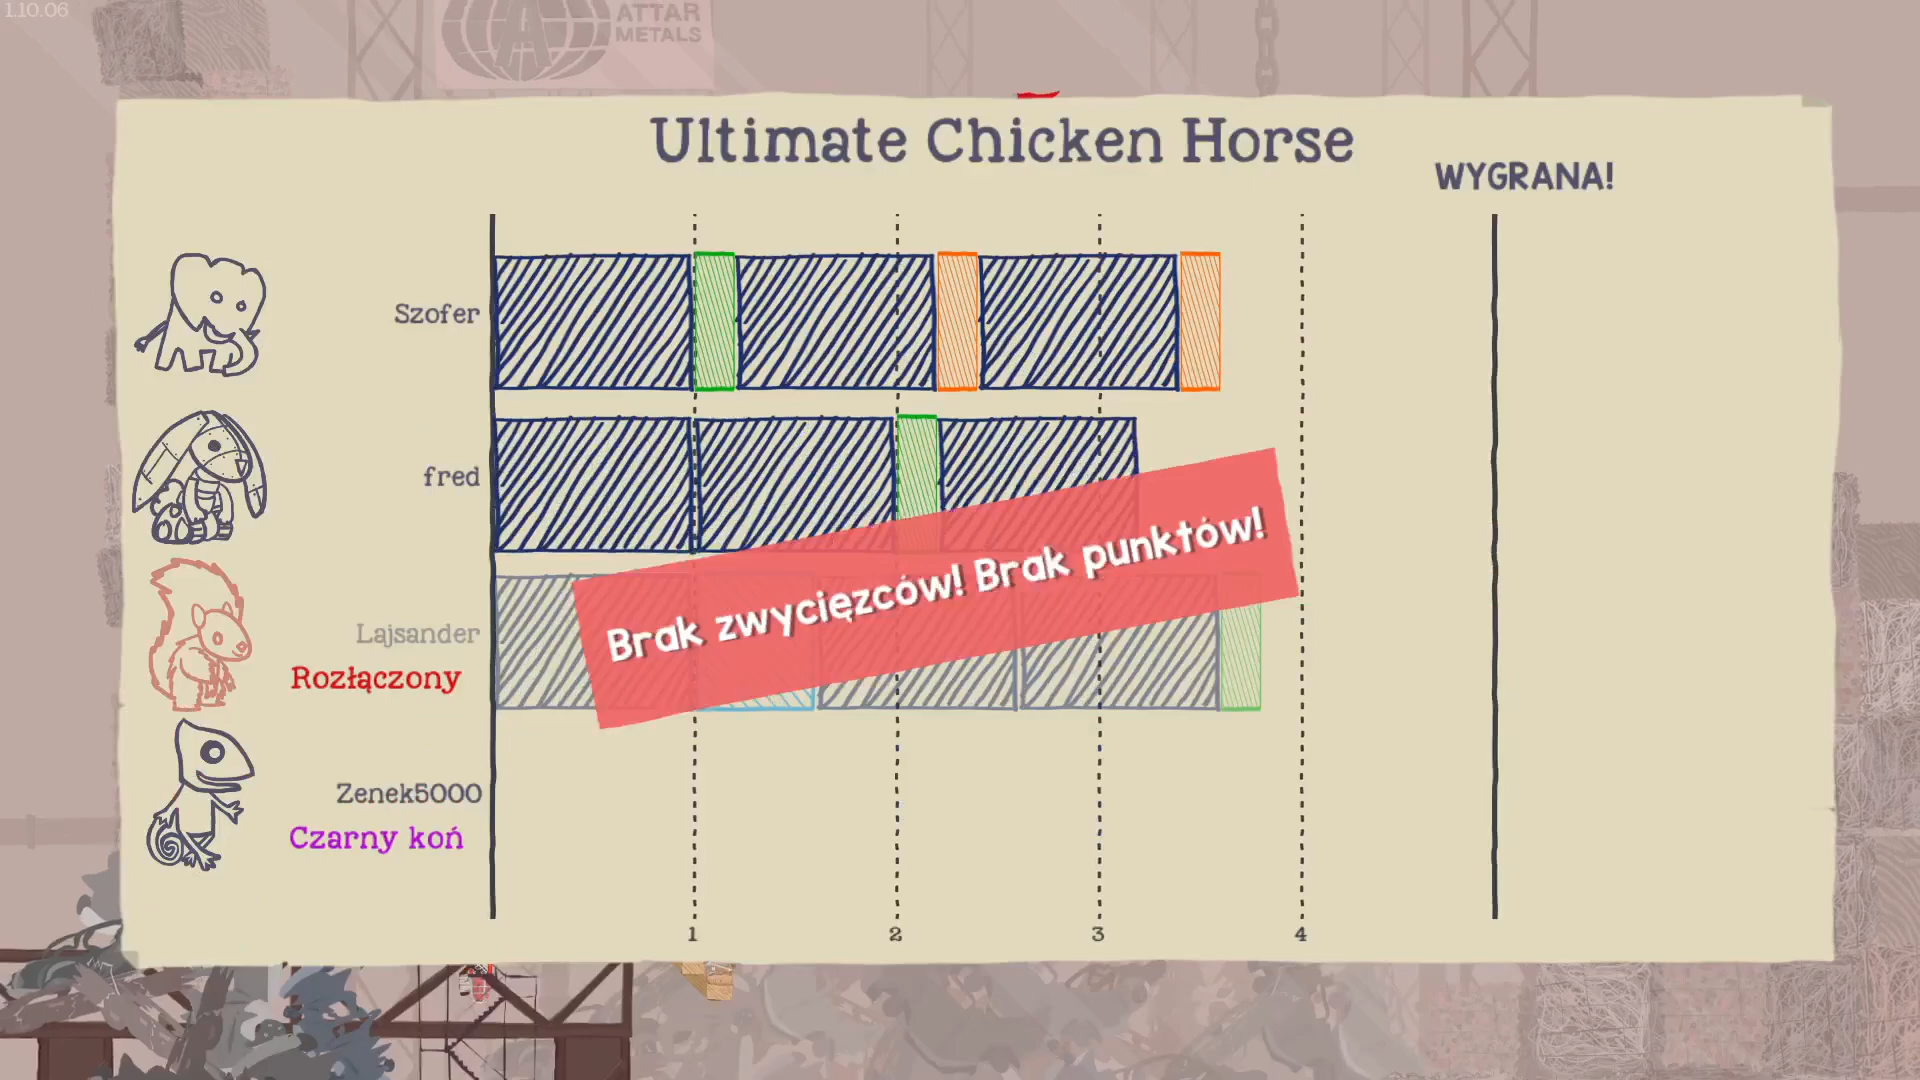 1.10.06
ATTAR
METALS
Ultimate Chicken Horse
WYGRANA!
Szofer
fred
Brak zwycięzców! Brak punktów!
Lajsander
Rozłączony
Zenek5000
Czarny koń
1 2 3 4